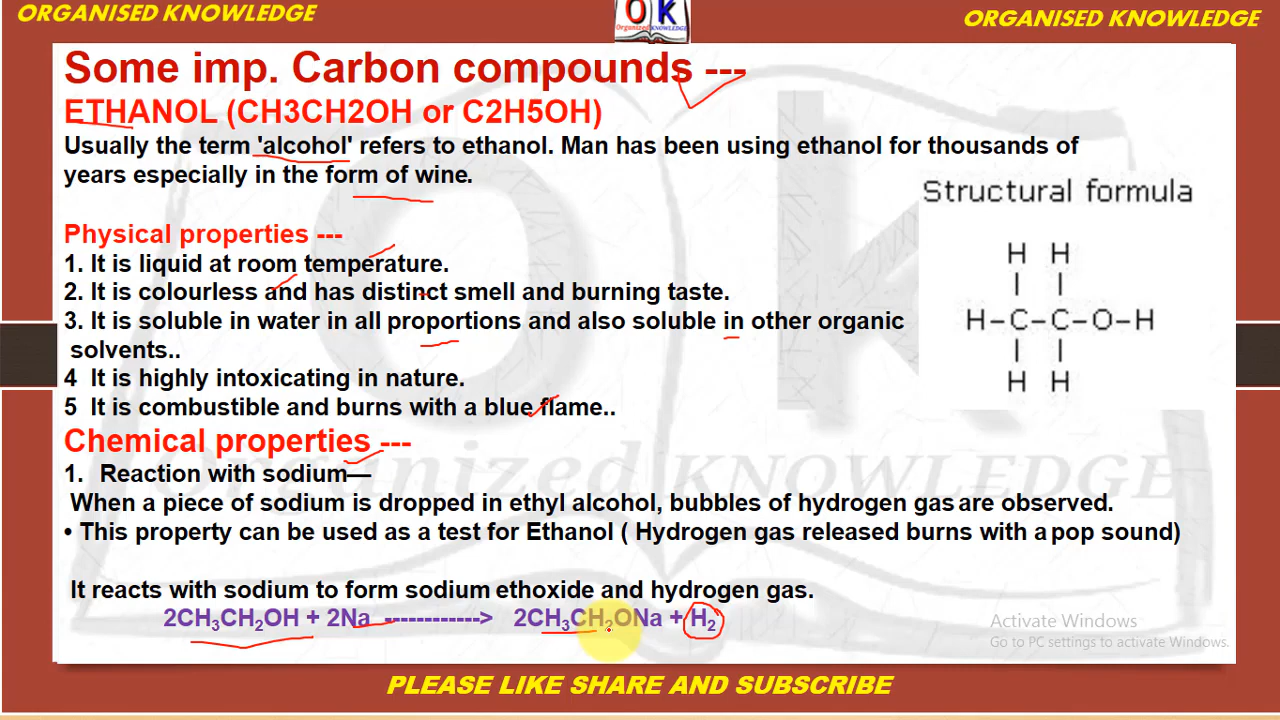 ORGANISED KNOWLEDGE
OK
Organized KNOWLEDGE
ORGANISED KNOWLEDGE
Some imp. Carbon compounds ---
ETHANOL (CH3CH2OH or C2H5OH)
Usually the term 'alcohol' refers to ethanol. Man has been using ethanol for thousands of
years especially in the form of wine.
Physical properties ---
1. It is liquid at room temperature.
2. It is colourless and has distinct smell and burning taste.
3. It is soluble in water in all proportions and also soluble in other organic
solvents..
4 It is highly intoxicating in nature.
5 It is combustible and burns with a blue flame..
Structural formula
H H
H-C-C-O-H
H H
Chemical properties ---
1. Reaction with sodium—
When a piece of sodium is dropped in ethyl alcohol, bubbles of hydrogen gas are observed.
• This property can be used as a test for Ethanol ( Hydrogen gas released burns with a pop sound)
It reacts with sodium to form sodium ethoxide and hydrogen gas.
2CH₃CH₂OH + 2Na ------------> 2CH₃CH₂ONa + H₂
Organized KNOWLEDGE
Activate Windows
Go to PC settings to activate Windows.
PLEASE LIKE SHARE AND SUBSCRIBE